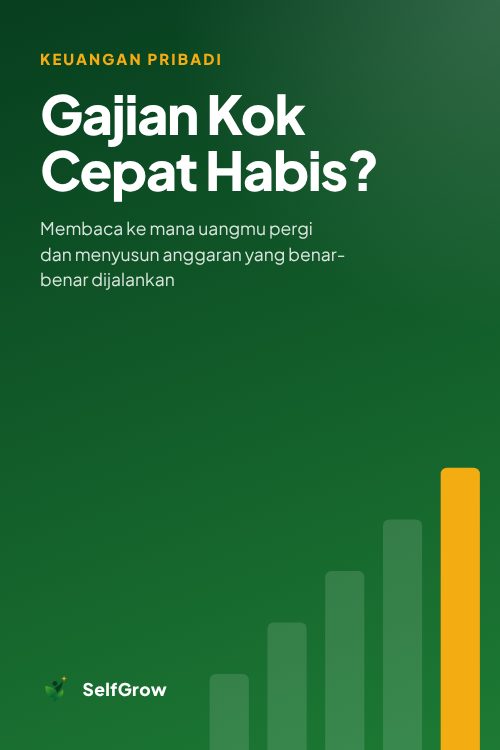 KEUANGAN PRIBADI
Gajian Kok
Cepat Habis?
Membaca ke mana uangmu pergi
dan menyusun anggaran yang benar-
benar dijalankan
SelfGrow